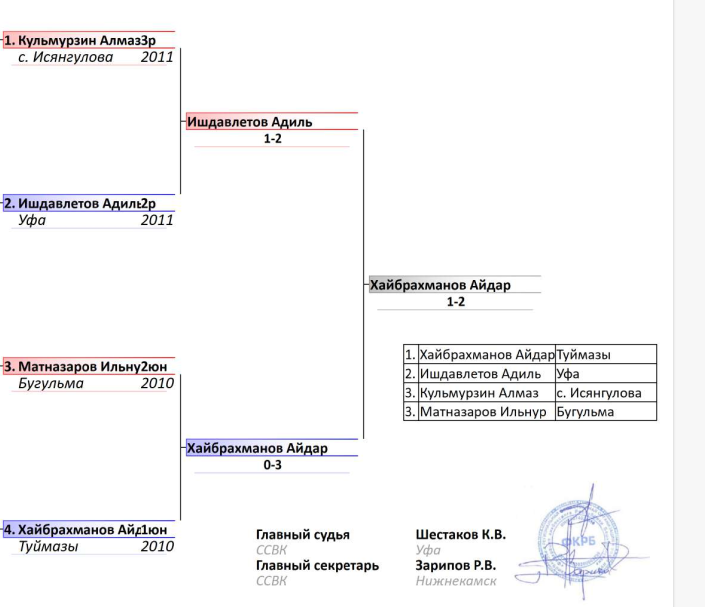 1. Кульмурзин Алмаз3р
с. Исянгулова 2011
Ишдавлетов Адиль
1-2
2. Ишдавлетов Адиль2р
Уфа 2011
Хайбрахманов Айдар
1-2
1. Хайбрахманов Айдар Туймазы
2. Ишдавлетов Адиль Уфа
3. Кульмурзин Алмаз с. Исянгулова
3. Матназаров Ильнур Бугульма
3. Матназаров Ильну2юн
Бугульма 2010
Хайбрахманов Айдар
0-3
4. Хайбрахманов Айд1юн
Туймазы 2010
Главный судья Шестаков К.В.
ССВК Уфа
Главный секретарь Зарипов Р.В.
ССВК Нижнекамск
ФКРБ